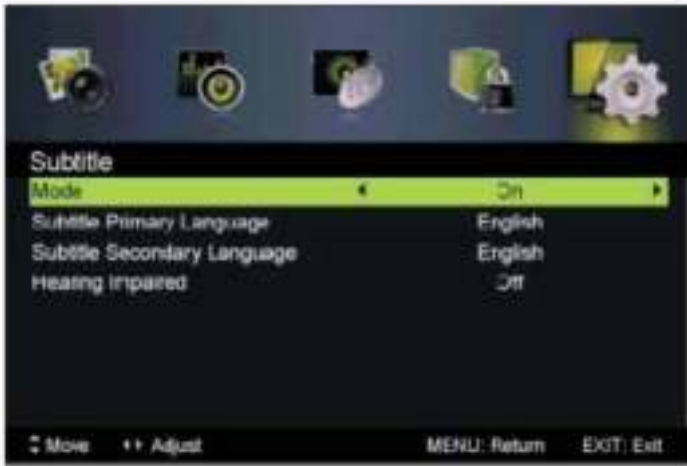 Subtitle
Mode On
Subtitle Primary Language English
Subtitle Secondary Language English
Hearing Impaired Off
Move Adjust MENU: Return EXIT: Exit